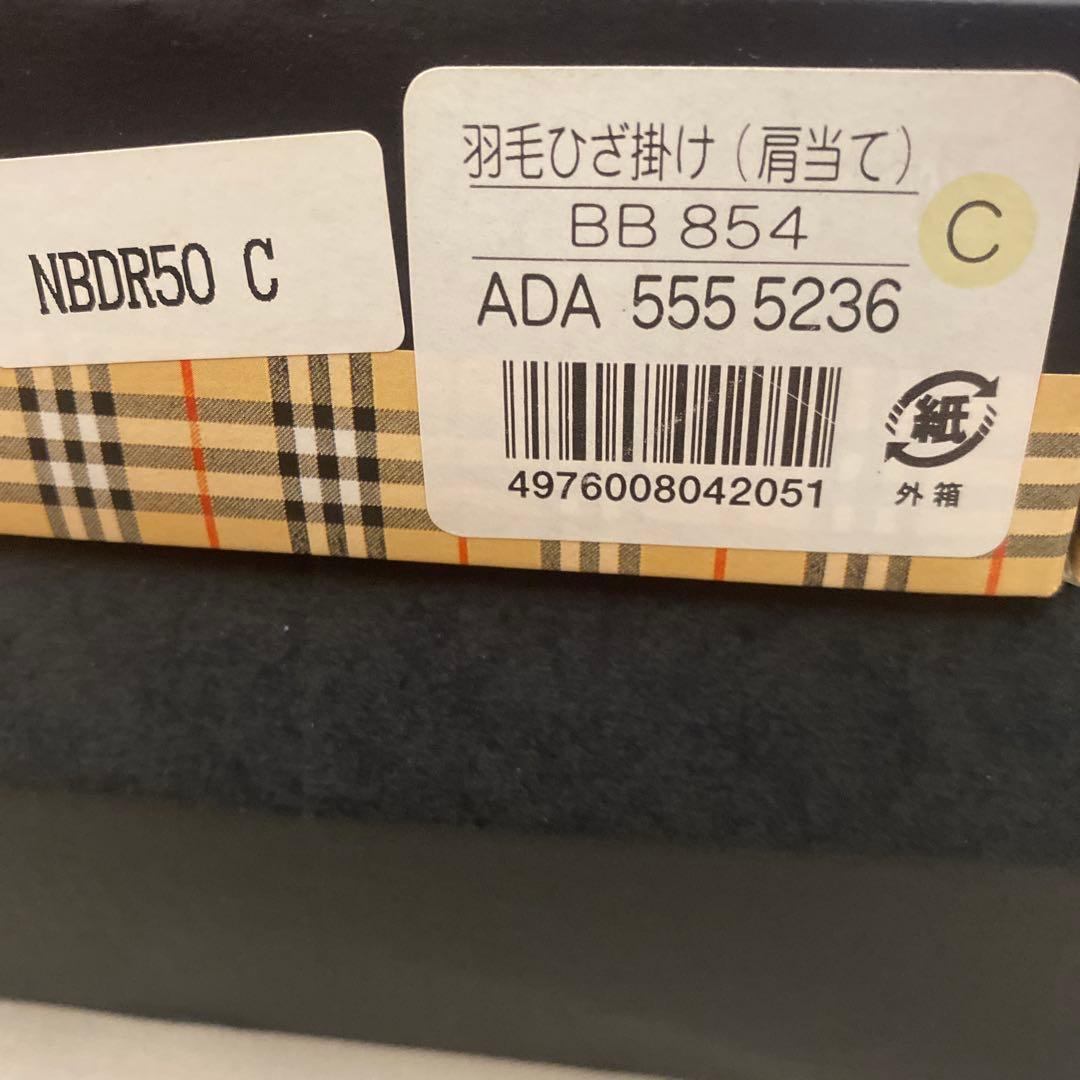 NBDR50 C
羽毛ひざ掛け（肩当て）
BB 854
C
ADA 555 5236
4976008042051
紙
外箱